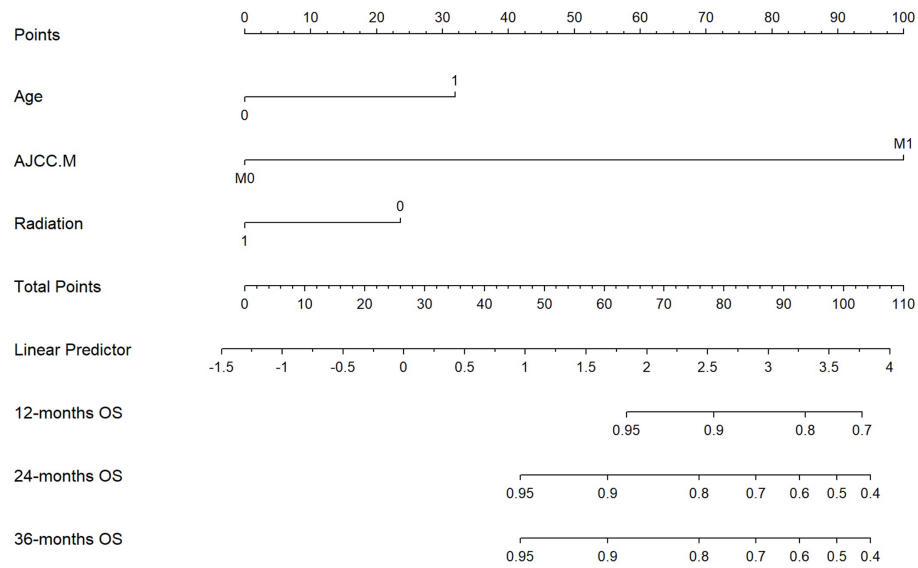 0 10 20 30 40 50 60 70 80 90 100
Points
1
Age
0
M1
AJCC.M
M0
0
Radiation
1
Total Points
0 10 20 30 40 50 60 70 80 90 100 110
Linear Predictor
-1.5 -1 -0.5 0 0.5 1 1.5 2 2.5 3 3.5 4
12-months OS
0.95 0.9 0.8 0.7
24-months OS
0.95 0.9 0.8 0.7 0.6 0.5 0.4
36-months OS
0.95 0.9 0.8 0.7 0.6 0.5 0.4